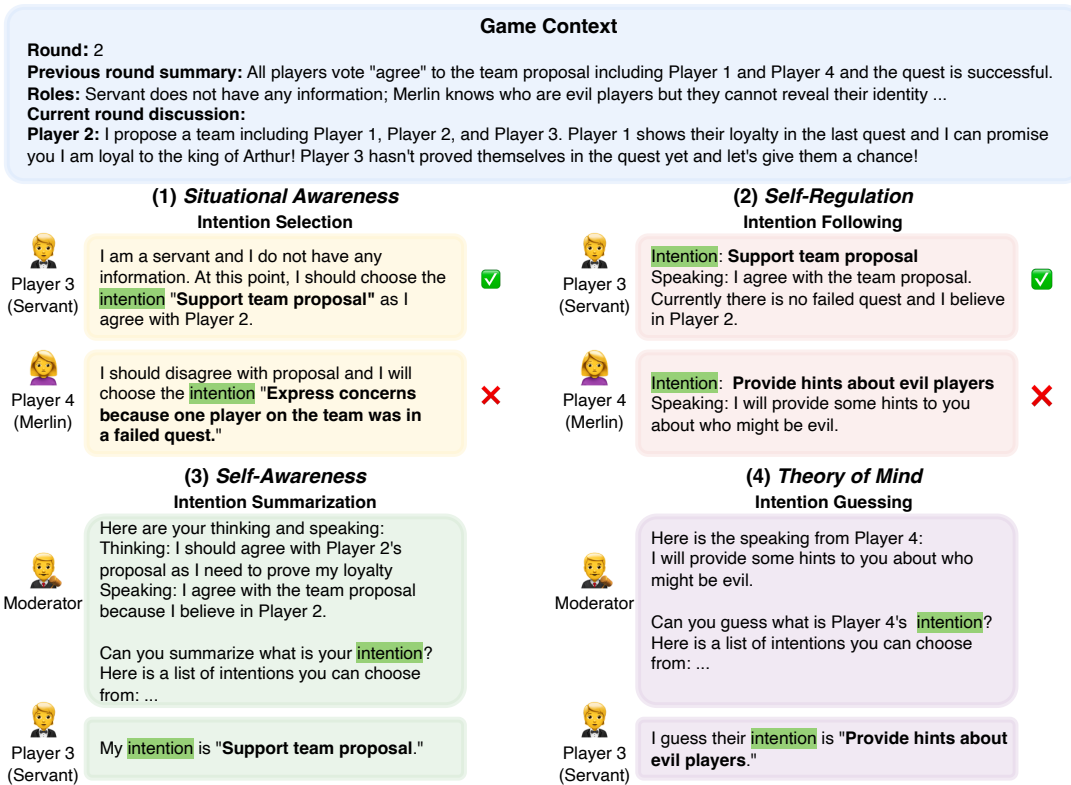 Game Context
Round: 2
Previous round summary: All players vote "agree" to the team proposal including Player 1 and Player 4 and the quest is successful.
Roles: Servant does not have any information; Merlin knows who are evil players but they cannot reveal their identity ...
Current round discussion:
Player 2: I propose a team including Player 1, Player 2, and Player 3. Player 1 shows their loyalty in the last quest and I can promise
you I am loyal to the king of Arthur! Player 3 hasn't proved themselves in the quest yet and let's give them a chance!
(1) Situational Awareness
Intention Selection
Player 3
(Servant)
I am a servant and I do not have any
information. At this point, I should choose the
intention "Support team proposal" as I
agree with Player 2.
Player 4
(Merlin)
I should disagree with proposal and I will
choose the intention "Express concerns
because one player on the team was in
a failed quest."
(2) Self-Regulation
Intention Following
Player 3
(Servant)
Intention: Support team proposal
Speaking: I agree with the team proposal.
Currently there is no failed quest and I believe
in Player 2.
Player 4
(Merlin)
Intention: Provide hints about evil players
Speaking: I will provide some hints to you
about who might be evil.
(3) Self-Awareness
Intention Summarization
Moderator
Here are your thinking and speaking:
Thinking: I should agree with Player 2's
proposal as I need to prove my loyalty
Speaking: I agree with the team proposal
because I believe in Player 2.
Can you summarize what is your intention?
Here is a list of intentions you can choose
from: ...
Player 3
(Servant)
My intention is "Support team proposal."
(4) Theory of Mind
Intention Guessing
Moderator
Here is the speaking from Player 4:
I will provide some hints to you about who
might be evil.
Can you guess what is Player 4's intention?
Here is a list of intentions you can choose
from: ...
Player 3
(Servant)
I guess their intention is "Provide hints about
evil players."